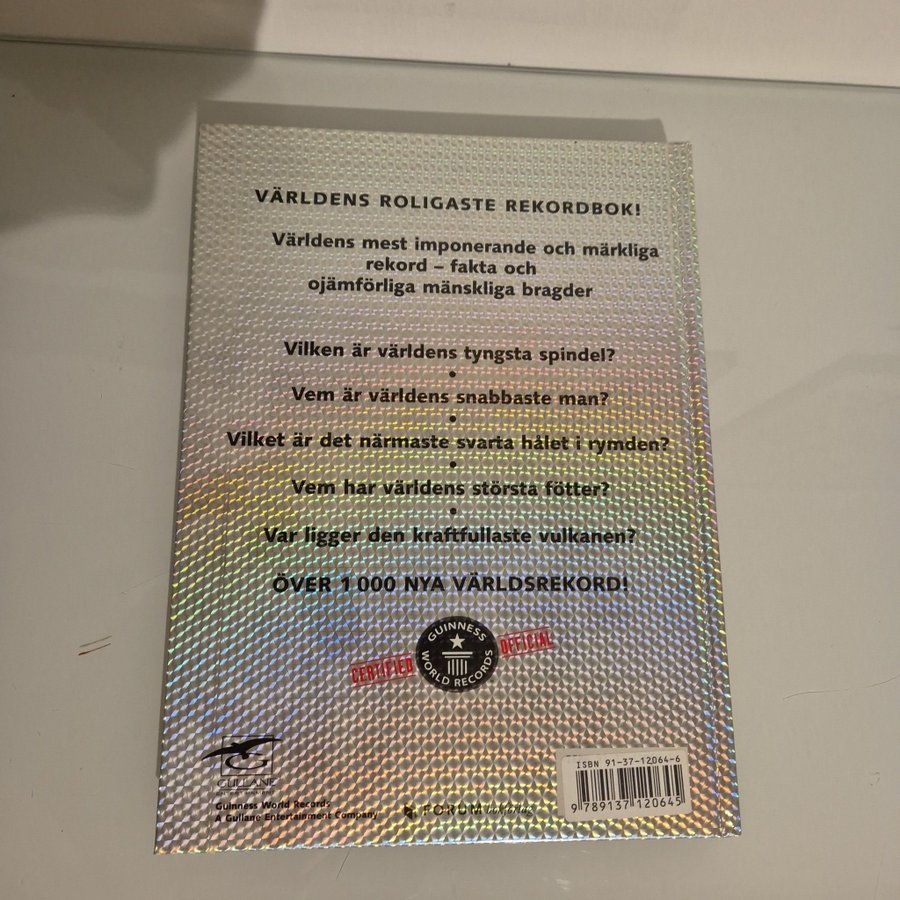 VÄRLDENS ROLIGASTE REKORDBOK!
Världens mest imponerande och märkliga
rekord – fakta och
ojämförliga mänskliga bragder
Vilken är världens tyngsta spindel?
•
Vem är världens snabbaste man?
•
Vilket är det närmaste svarta hålet i rymden?
•
Vem har världens största fötter?
•
Var ligger den kraftfullaste vulkanen?
ÖVER 1 000 NYA VÄRLDSREKORD!
CERTIFIED
GUINNESS
WORLD RECORDS
OFFICIAL
G
GULLANE
Guinness World Records
A Gullane Entertainment Company
FORUM bokförlag
ISBN 91-37-12064-6
9 789137 120645